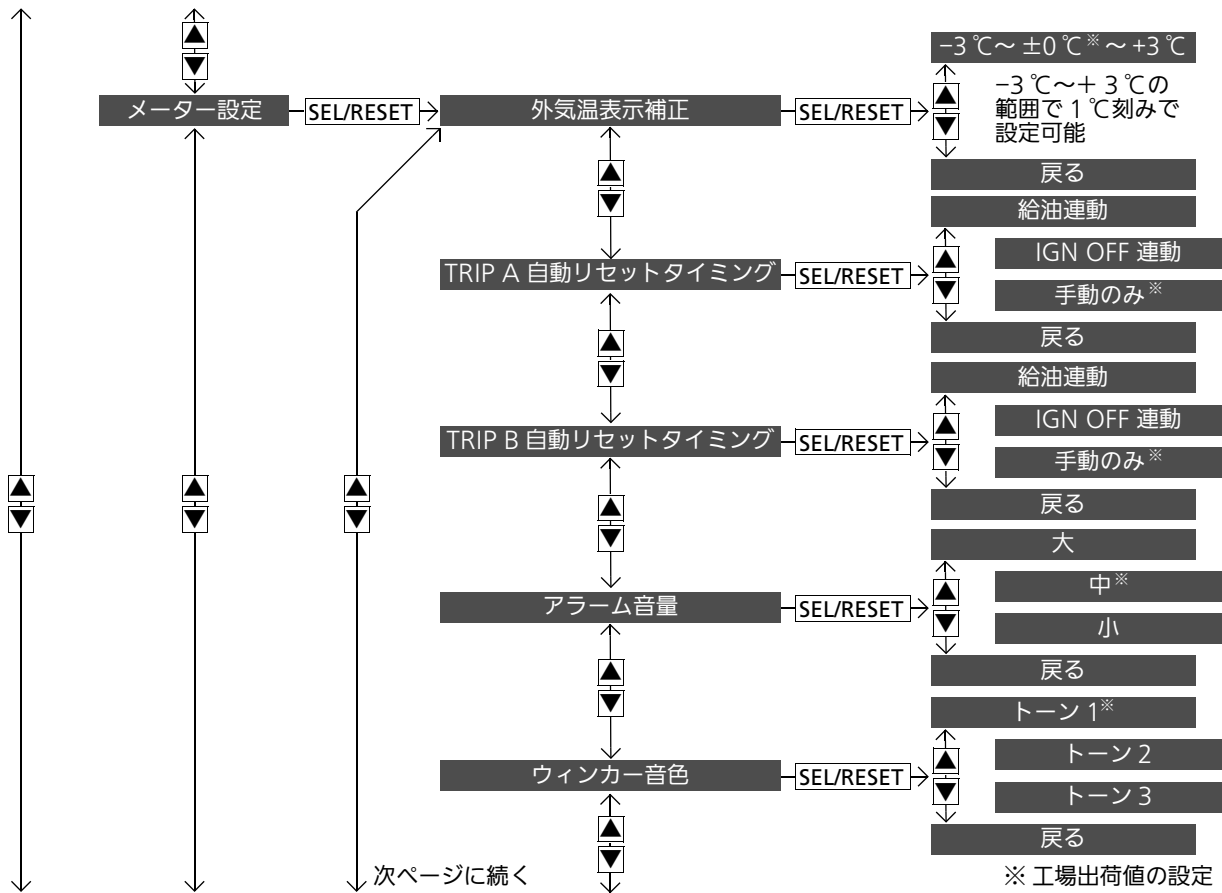 −3 ℃～ ±0 ℃※ ～ +3 ℃
−3 ℃～＋ 3 ℃の
範囲で 1 ℃刻みで
設定可能
メーター設定
SEL/RESET
外気温表示補正
SEL/RESET
戻る
給油連動
IGN OFF 連動
TRIP A 自動リセットタイミング
SEL/RESET
手動のみ※
戻る
給油連動
IGN OFF 連動
TRIP B 自動リセットタイミング
SEL/RESET
手動のみ※
戻る
大
中※
アラーム音量
SEL/RESET
小
戻る
トーン 1※
トーン 2
ウィンカー音色
SEL/RESET
トーン 3
戻る
次ページに続く
※ 工場出荷値の設定